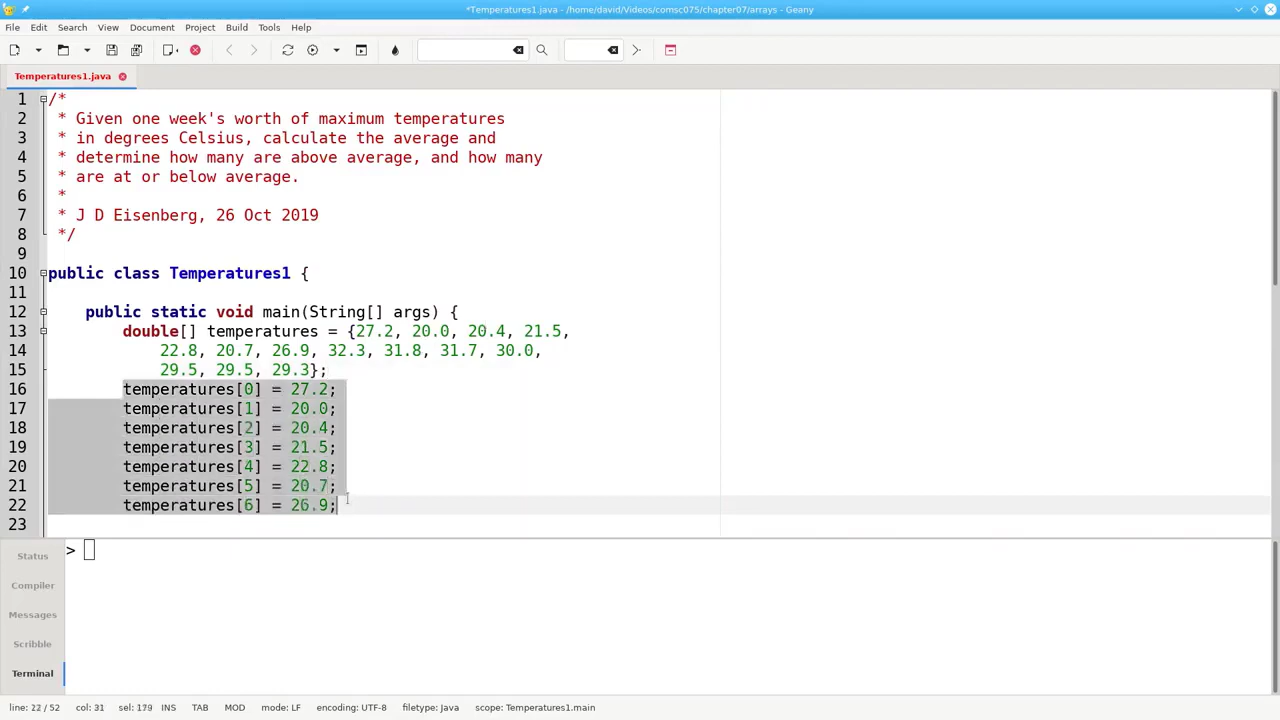 *Temperatures1.java - /home/david/Videos/comsc075/chapter07/arrays - Geany
File Edit Search View Document Project Build Tools Help
Temperatures1.java
1 /*
2 * Given one week's worth of maximum temperatures
3 * in degrees Celsius, calculate the average and
4 * determine how many are above average, and how many
5 * are at or below average.
6 *
7 * J D Eisenberg, 26 Oct 2019
8 */
9
10 public class Temperatures1 {
11
12 public static void main(String[] args) {
13 double[] temperatures = {27.2, 20.0, 20.4, 21.5,
14 22.8, 20.7, 26.9, 32.3, 31.8, 31.7, 30.0,
15 29.5, 29.5, 29.3};
16 temperatures[0] = 27.2;
17 temperatures[1] = 20.0;
18 temperatures[2] = 20.4;
19 temperatures[3] = 21.5;
20 temperatures[4] = 22.8;
21 temperatures[5] = 20.7;
22 temperatures[6] = 26.9;
23
>
Status
Compiler
Messages
Scribble
Terminal
line: 22 / 52 col: 31 sel: 179 INS TAB MOD mode: LF encoding: UTF-8 filetype: Java scope: Temperatures1.main